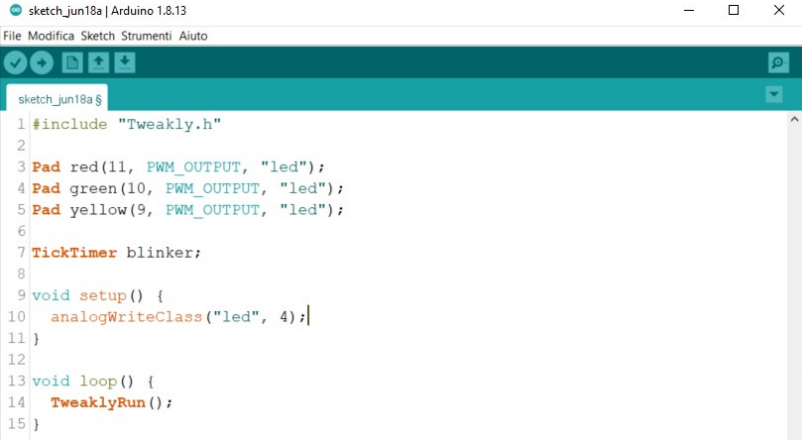 sketch_jun18a | Arduino 1.8.13
File Modifica Sketch Strumenti Aiuto
sketch_jun18a §
1 #include "Tweakly.h"
2
3 Pad red(11, PWM_OUTPUT, "led");
4 Pad green(10, PWM_OUTPUT, "led");
5 Pad yellow(9, PWM_OUTPUT, "led");
6
7 TickTimer blinker;
8
9 void setup() {
10   analogWriteClass("led", 4);
11 }
12
13 void loop() {
14   TweaklyRun();
15 }